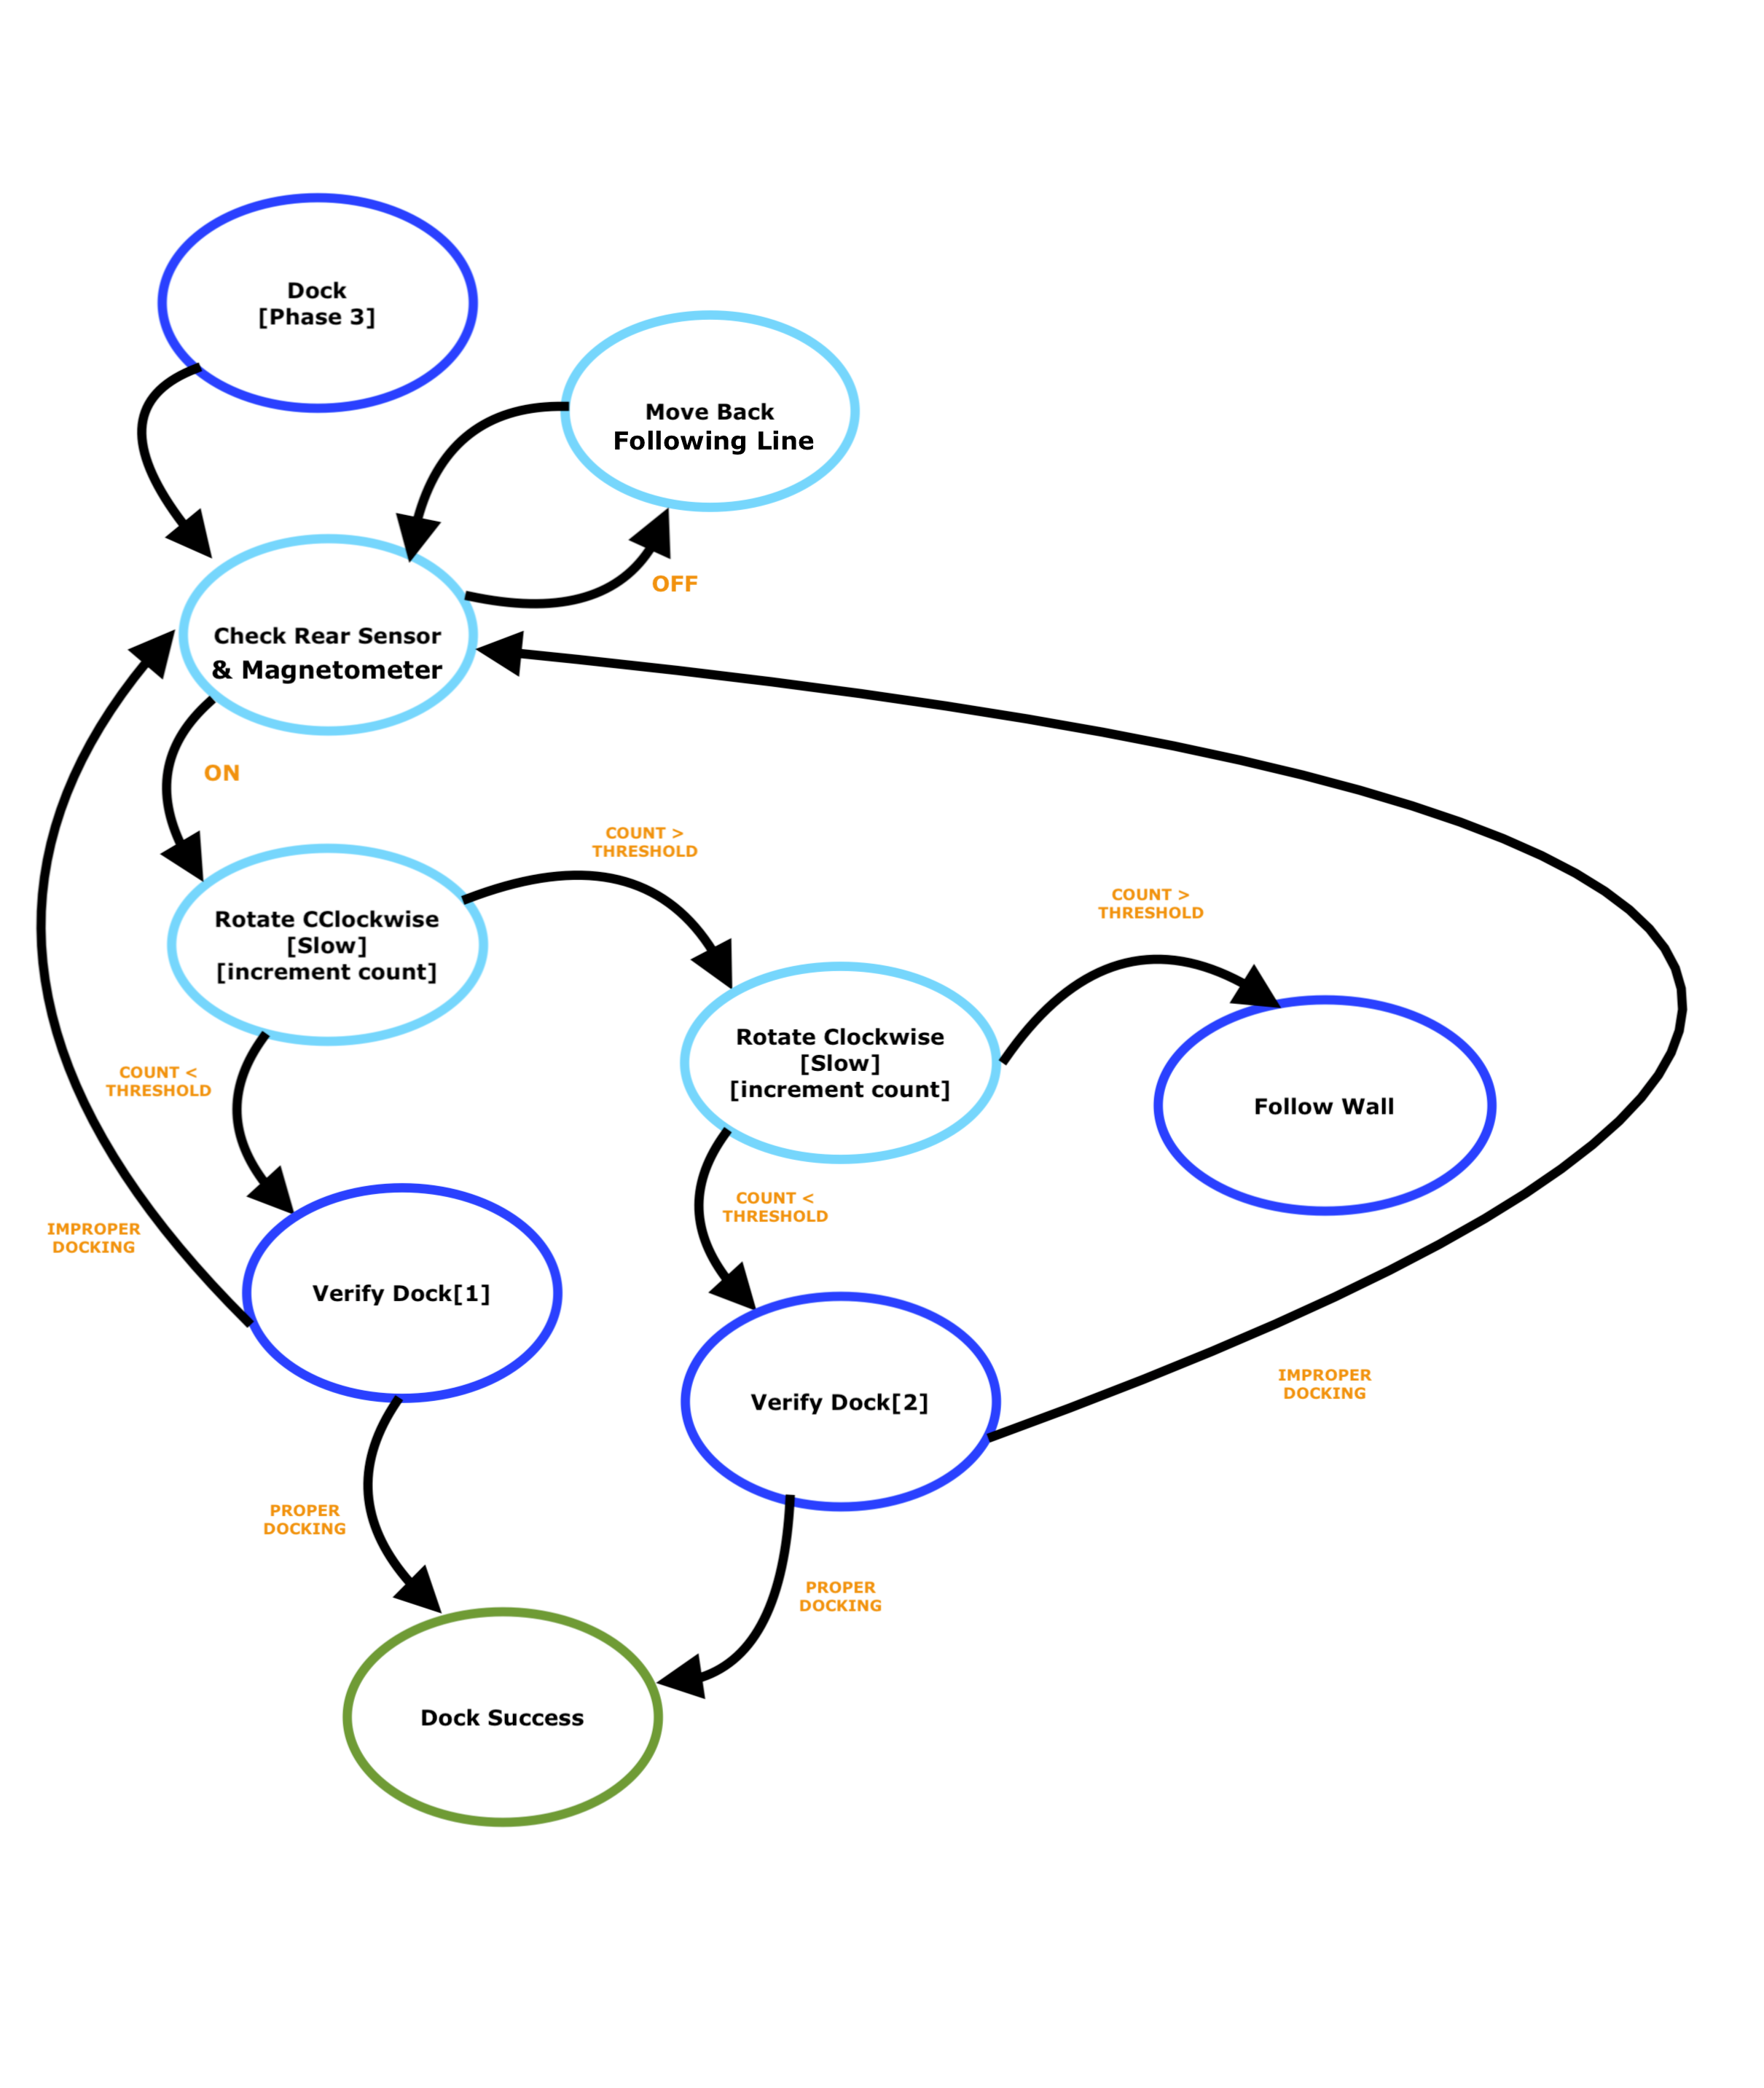 Dock
[Phase 3]
Move Back
Following Line
OFF
Check Rear Sensor
& Magnetometer
ON
COUNT >
THRESHOLD
COUNT >
THRESHOLD
Rotate CClockwise
[Slow]
[increment count]
Rotate Clockwise
[Slow]
[increment count]
Follow Wall
COUNT <
THRESHOLD
COUNT <
THRESHOLD
IMPROPER
DOCKING
Verify Dock[1]
Verify Dock[2]
IMPROPER
DOCKING
PROPER
DOCKING
PROPER
DOCKING
Dock Success